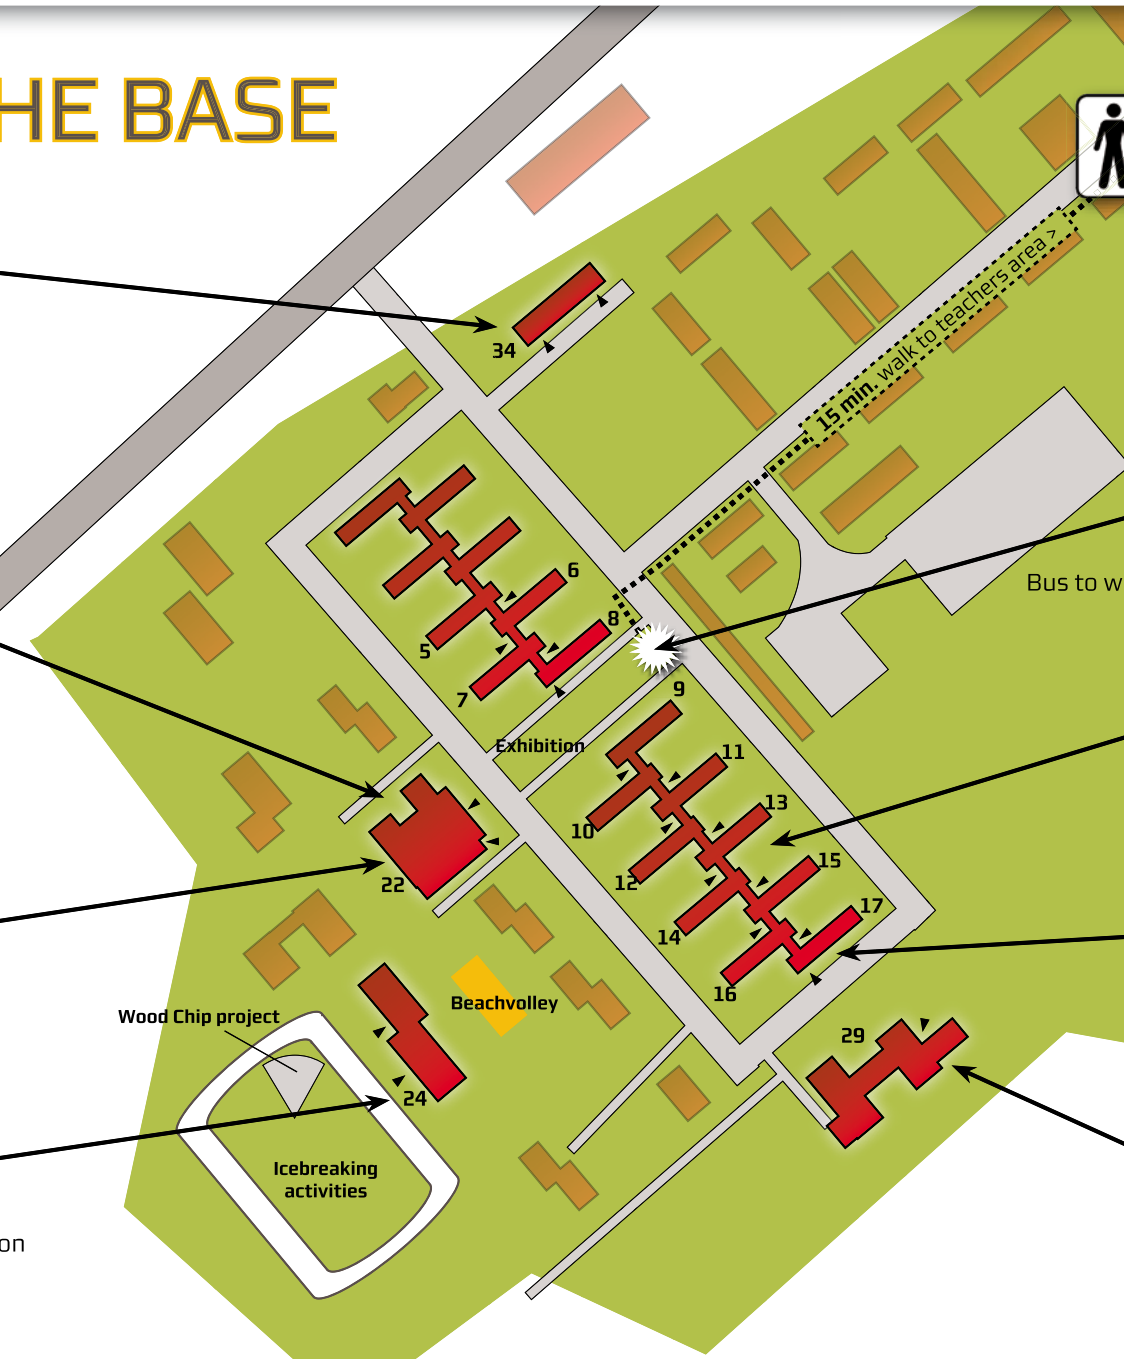 HE BASE
34
15 min. walk to teachers area >
6
8
5
7
Bus to w
9
Exhibition
11
13
10
15
12
22
17
14
16
Beachvolley
Wood Chip project
29
24
Icebreaking
activities
on